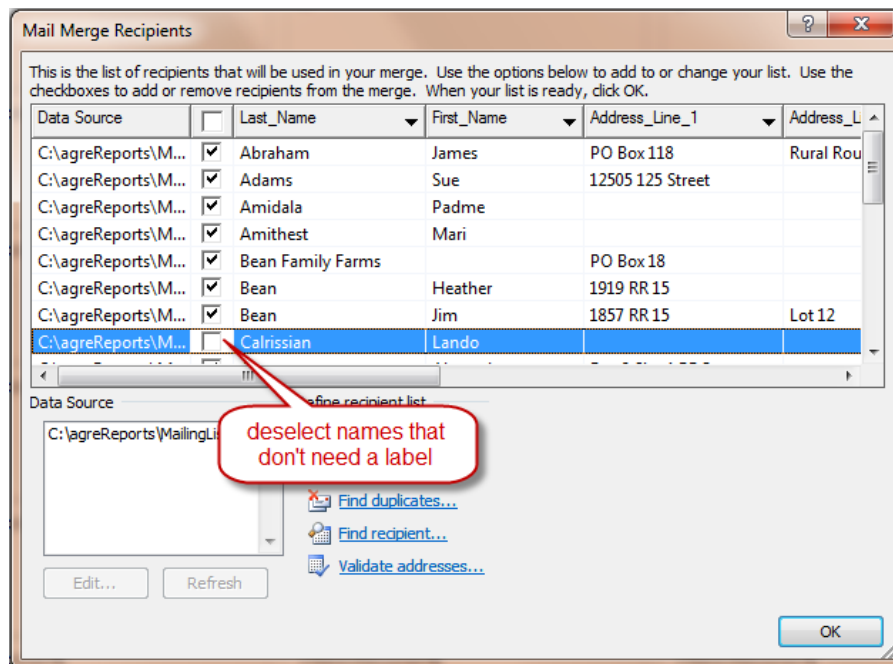 Mail Merge Recipients
This is the list of recipients that will be used in your merge. Use the options below to add to or change your list. Use the
checkboxes to add or remove recipients from the merge. When your list is ready, click OK.
Data Source Last_Name First_Name Address_Line_1 Address_Li
C:\agreReports\M... Abraham James PO Box 118 Rural Rou
C:\agreReports\M... Adams Sue 12505 125 Street
C:\agreReports\M... Amidala Padme
C:\agreReports\M... Amithest Mari
C:\agreReports\M... Bean Family Farms PO Box 18
C:\agreReports\M... Bean Heather 1919 RR 15
C:\agreReports\M... Bean Jim 1857 RR 15 Lot 12
C:\agreReports\M... Calrissian Lando
Data Source efine recipient list
C:\agreReports\MailingLis
deselect names that
don't need a label
Find duplicates...
Find recipient...
Validate addresses...
Edit... Refresh
OK